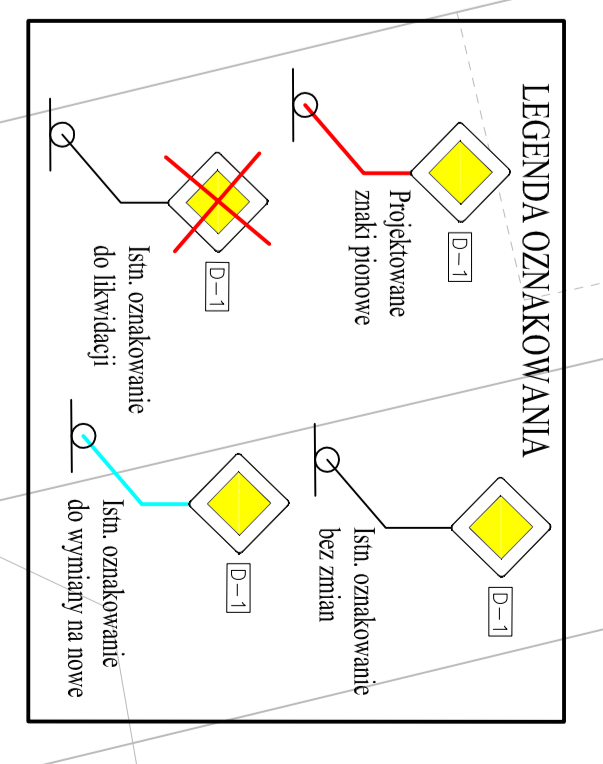 LEGENDA OZNAKOWANIA
D-1
Projektowane
znaki pionowe
D-1
Istn. oznakowanie
bez zmian
D-1
Istn. oznakowanie
do likwidacji
D-1
Istn. oznakowanie
do wymiany na nowe